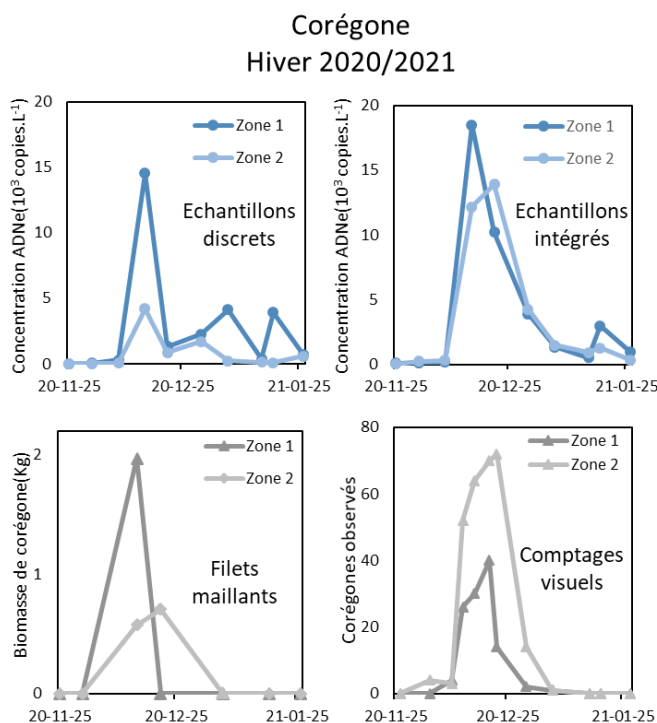 Corégone
Hiver 2020/2021
Concentration ADNe(10³ copies.L⁻¹)
20
15
10
5
0
Zone 1
Zone 2
Echantillons
discrets
20-11-25
20-12-25
21-01-25
Concentration ADNe(10³ copies.L⁻¹)
20
15
10
5
0
Zone 1
Zone 2
Echantillons
intégrés
20-11-25
20-12-25
21-01-25
Biomasse de corégone(Kg)
2
1
0
Zone 1
Zone 2
Filets
maillants
20-11-25
20-12-25
21-01-25
Corégones observés
80
60
40
20
0
Zone 1
Zone 2
Comptages
visuels
20-11-25
20-12-25
21-01-25